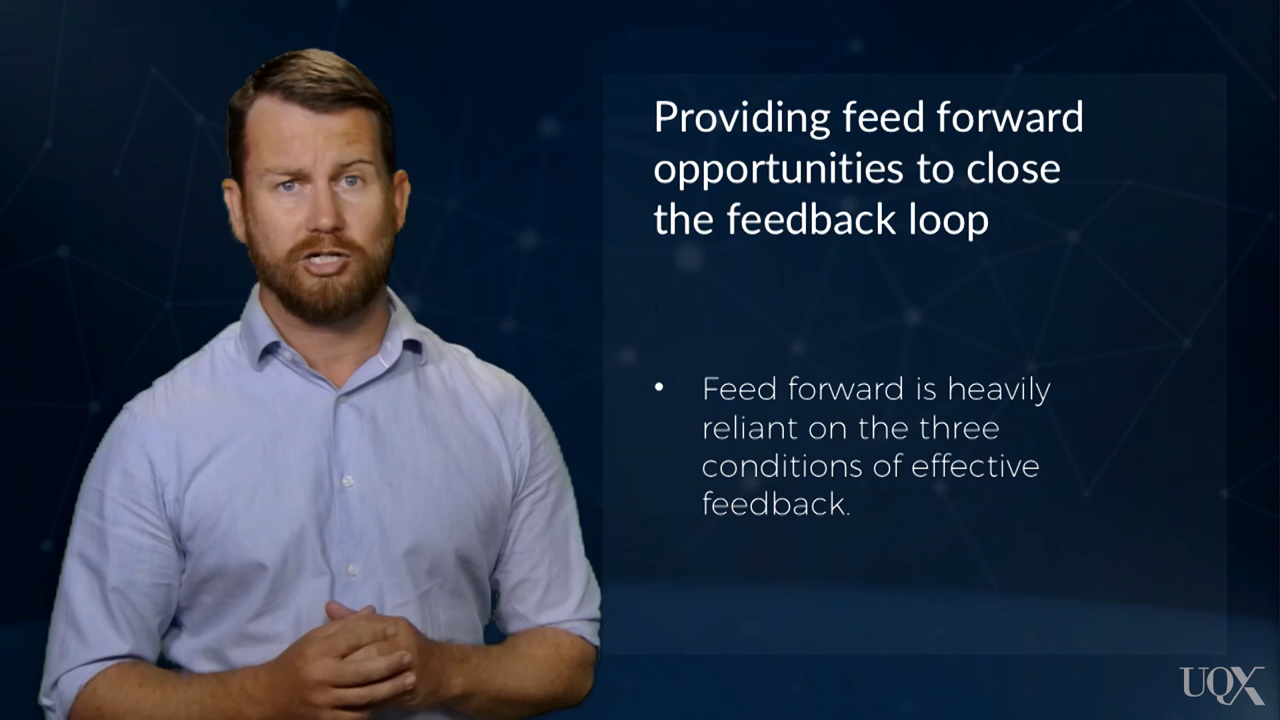 Providing feed forward
opportunities to close
the feedback loop
• Feed forward is heavily
reliant on the three
conditions of effective
feedback.
UQX